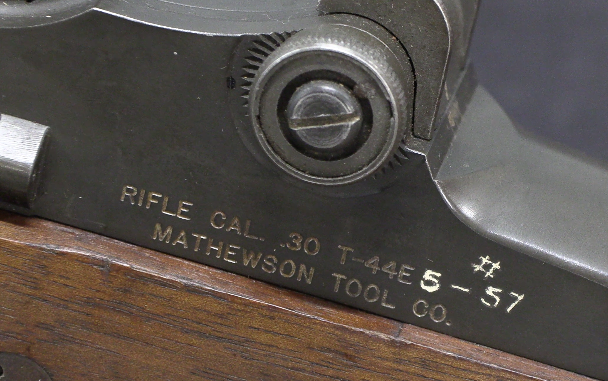 RIFLE CAL. .30 T-44E5 #-57
MATHEWSON TOOL CO.